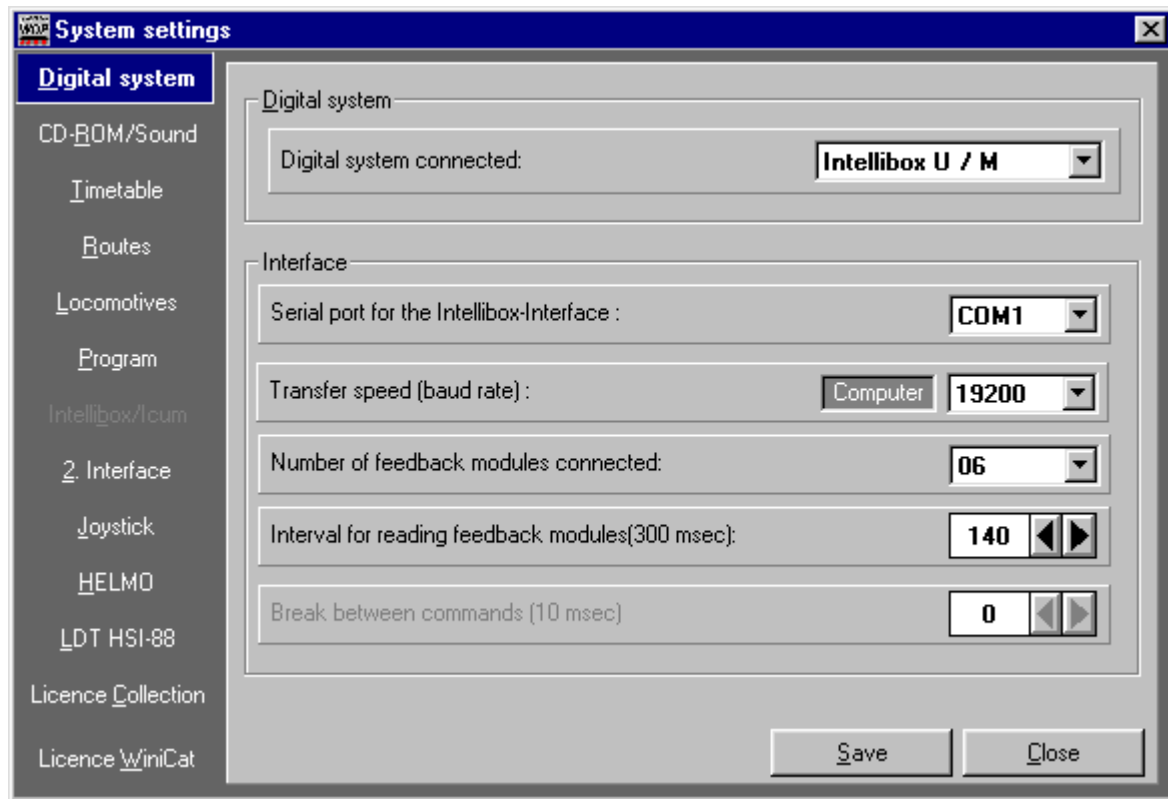 System settings
Digital system
CD-ROM/Sound
Timetable
Routes
Locomotives
Program
Intellibox/Icum
2. Interface
Joystick
HELMO
LDT HSI-88
Licence Collection
Licence WiniCat
Digital system
Digital system connected: Intellibox U / M
Interface
Serial port for the Intellibox-Interface : COM1
Transfer speed (baud rate) : Computer 19200
Number of feedback modules connected: 06
Interval for reading feedback modules(300 msec): 140
Break between commands (10 msec) 0
Save Close